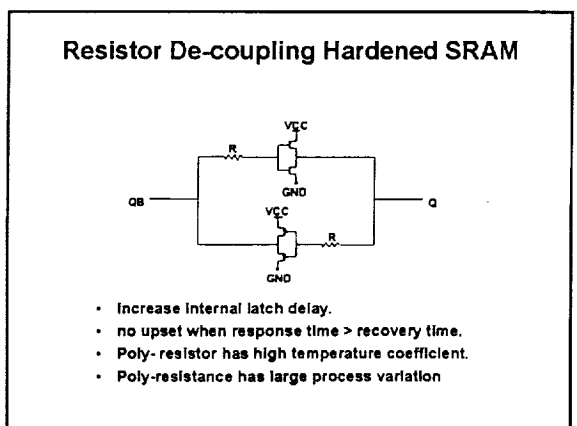 Resistor De-coupling Hardened SRAM
VCC
R
GND
QB
Q
VCC
R
GND
• Increase internal latch delay.
• no upset when response time > recovery time.
• Poly- resistor has high temperature coefficient.
• Poly-resistance has large process variation